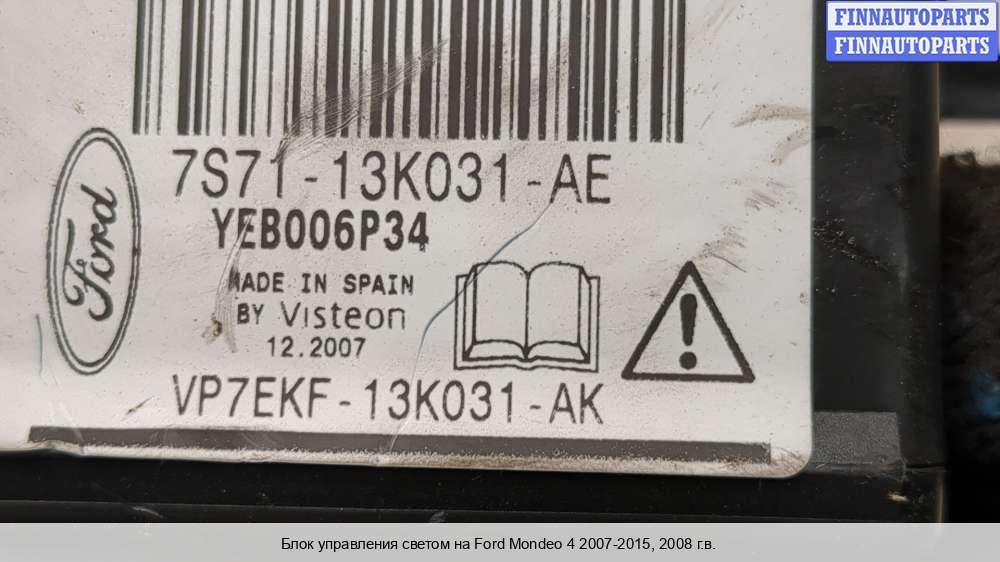 FINNAUTOPARTS
FINNAUTOPARTS
7S71-13K031-AE
YEB006P34
Ford
MADE IN SPAIN
BY Visteon
12.2007
VP7EKF-13K031-AK
Блок управления светом на Ford Mondeo 4 2007-2015, 2008 г.в.